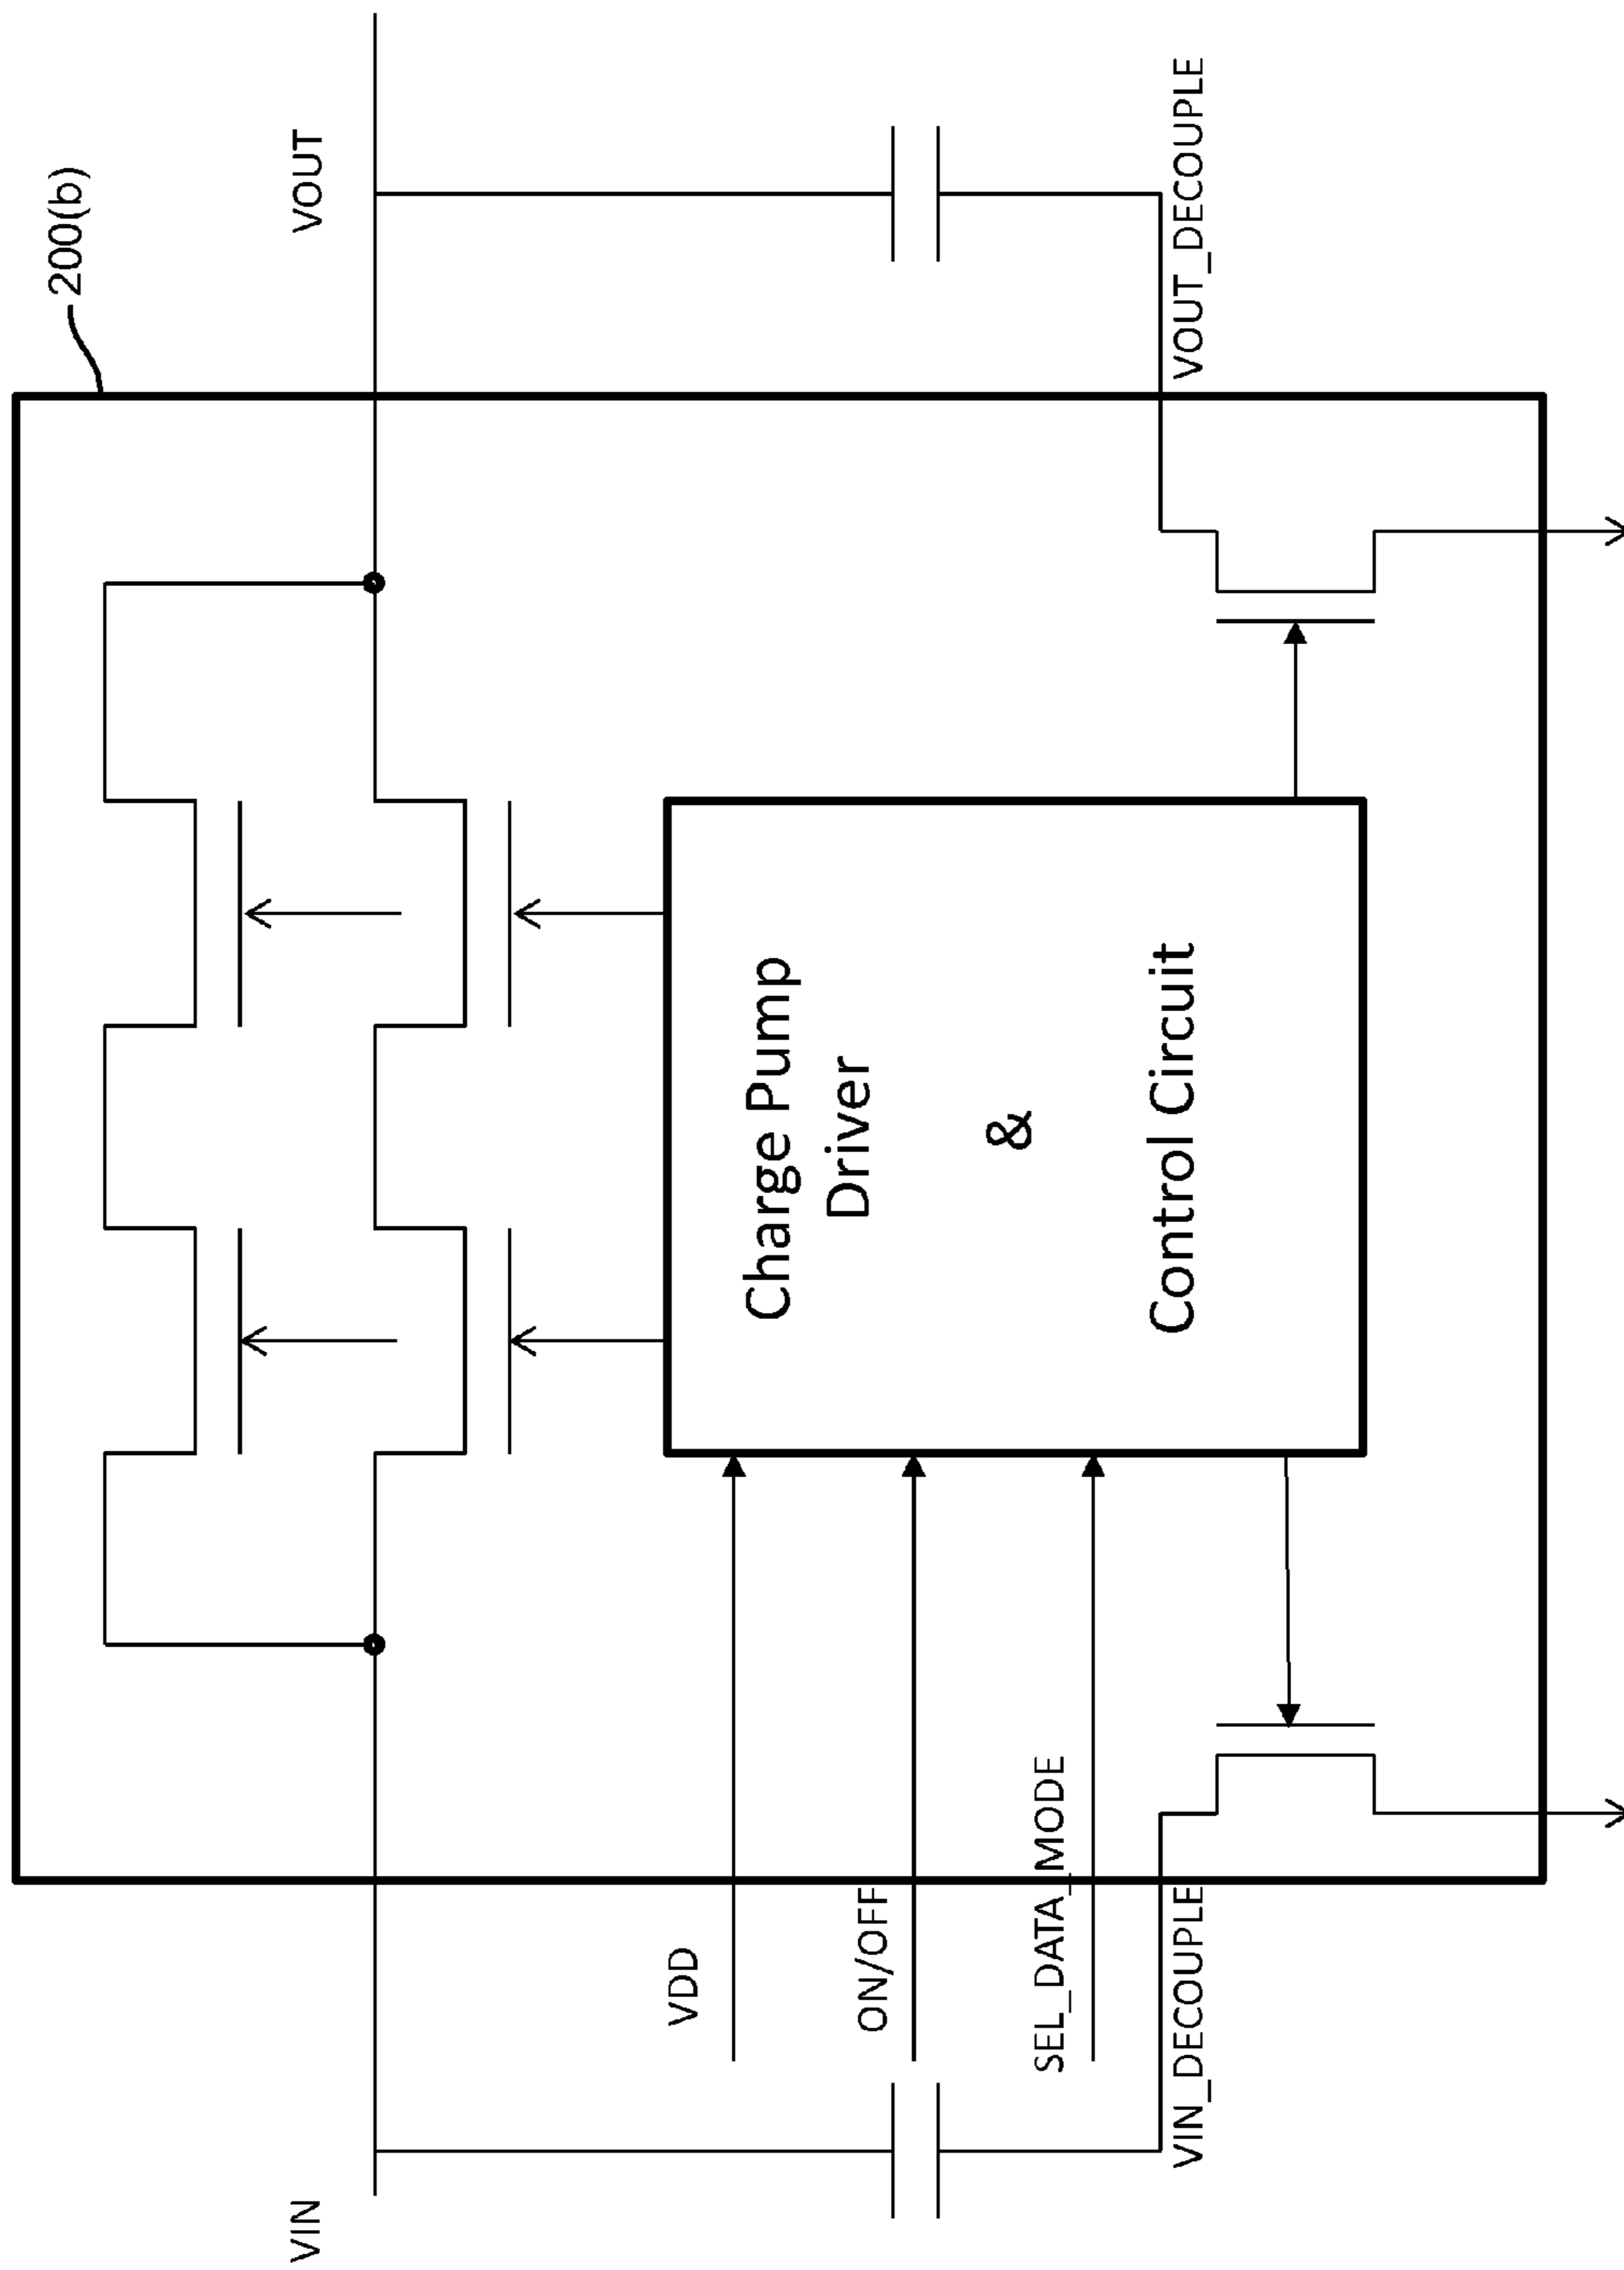 200(b)
VIN
VOUT
VDD
Charge Pump
Driver
ON/OFF
&
SEL_DATA_MODE
Control Circuit
VIN_DECOUPLE
VOUT_DECOUPLE